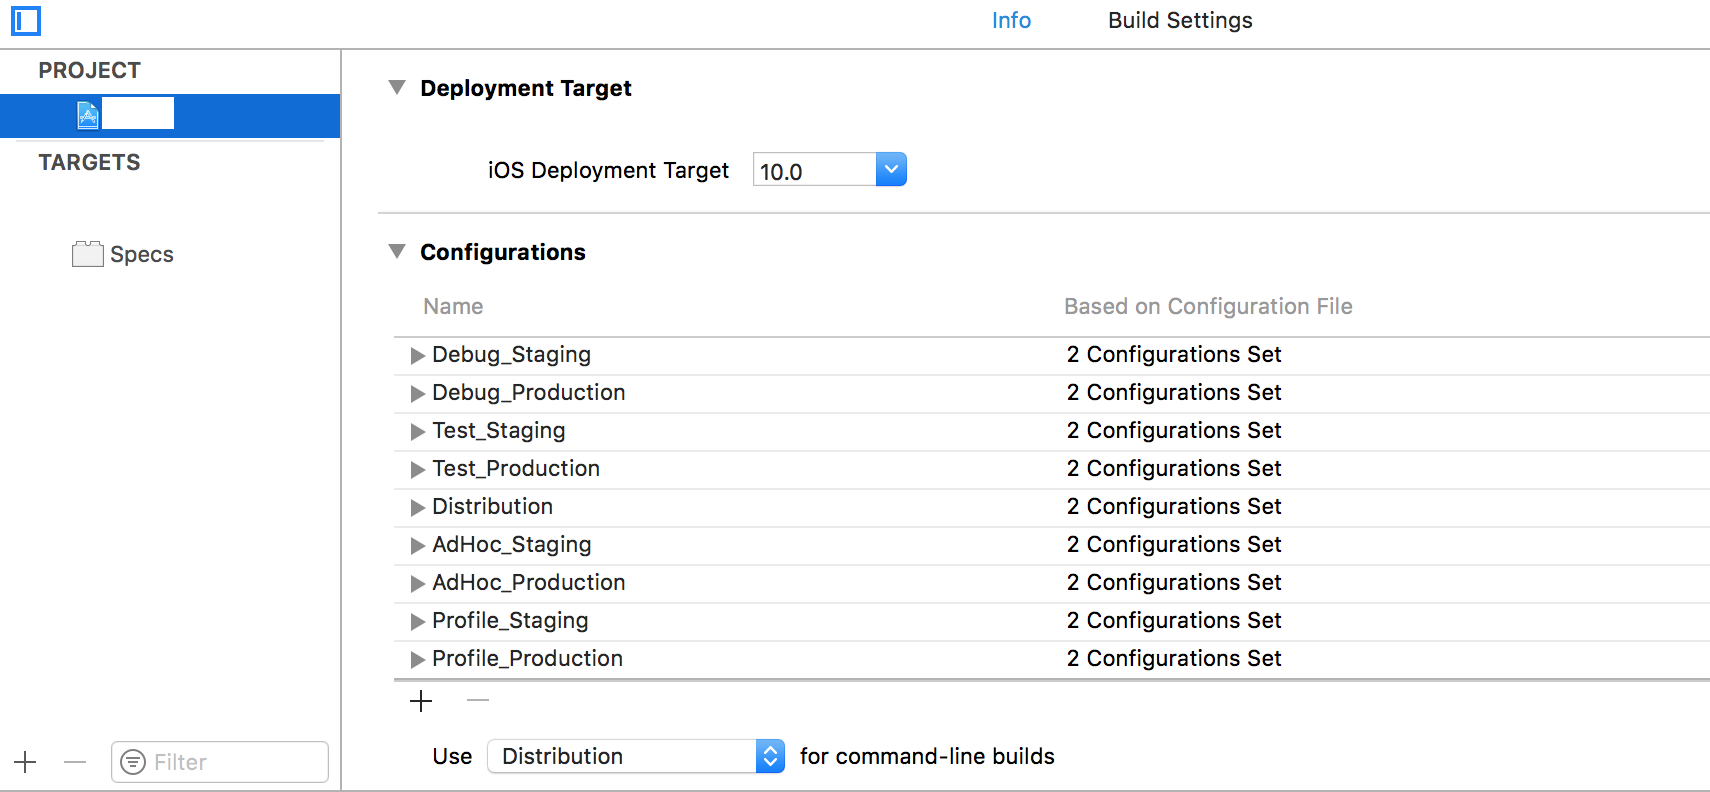 Info Build Settings
PROJECT
TARGETS
Specs
Filter
Deployment Target
iOS Deployment Target 10.0
Configurations
Name Based on Configuration File
Debug_Staging 2 Configurations Set
Debug_Production 2 Configurations Set
Test_Staging 2 Configurations Set
Test_Production 2 Configurations Set
Distribution 2 Configurations Set
AdHoc_Staging 2 Configurations Set
AdHoc_Production 2 Configurations Set
Profile_Staging 2 Configurations Set
Profile_Production 2 Configurations Set
Use Distribution for command-line builds